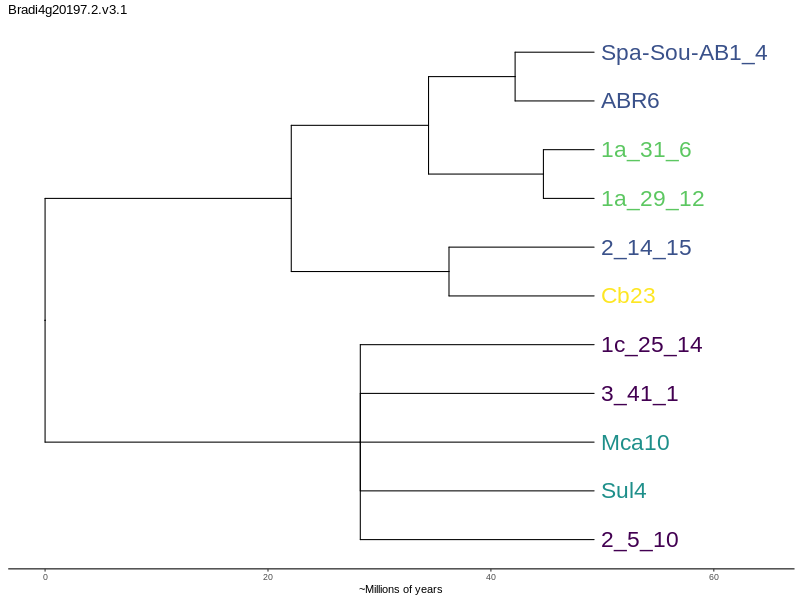 Bradi4g20197.2.v3.1
Spa-Sou-AB1_4
ABR6
1a_31_6
1a_29_12
2_14_15
Cb23
1c_25_14
3_41_1
Mca10
Sul4
2_5_10
0 20 40 60
~Millions of years